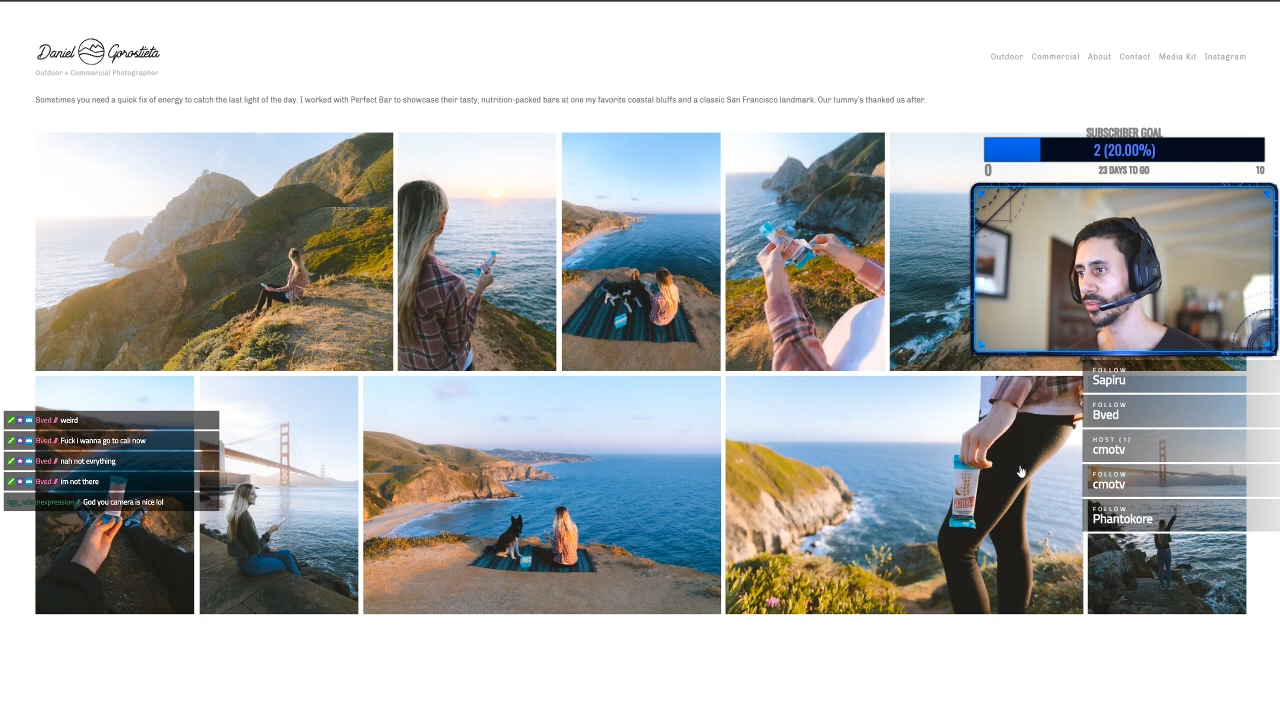 Daniel Gorostieta
Outdoor + Commercial Photographer
Outdoor Commercial About Contact Media Kit Instagram
Sometimes you need a quick fix of energy to catch the last light of the day. I worked with Perfect Bar to showcase their tasty, nutrition-packed bars at one my favorite coastal bluffs and a classic San Francisco landmark. Our tummy's thanked us after.
SUBSCRIBER GOAL
2 (20.00%)
0 23 DAYS TO GO 10
FOLLOW
Sapiru
FOLLOW
Bved
HOST (1)
cmotv
FOLLOW
cmotv
FOLLOW
Phantokore
Bved // weird
Bved // Fuck i wanna go to cali now
Bved // nah not evrything
Bved // im not there
// God you camera is nice lol